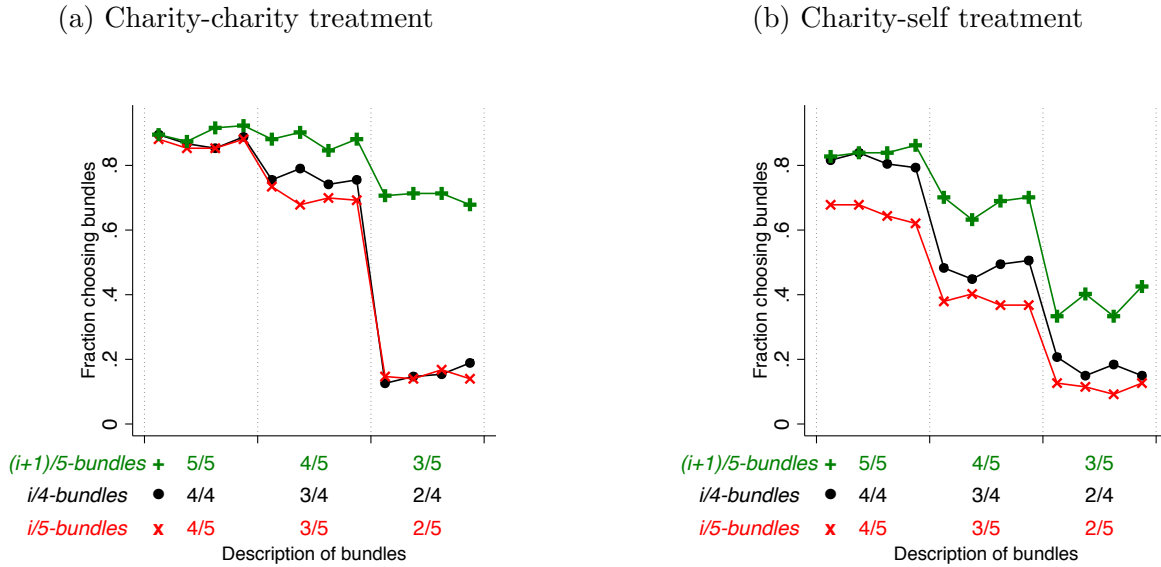 (a) Charity-charity treatment
Fraction choosing bundles
.8
.6
.4
.2
0
(i+1)/5-bundles + 5/5 4/5 3/5
i/4-bundles ● 4/4 3/4 2/4
i/5-bundles x 4/5 3/5 2/5
Description of bundles
(b) Charity-self treatment
Fraction choosing bundles
.8
.6
.4
.2
0
(i+1)/5-bundles + 5/5 4/5 3/5
i/4-bundles ● 4/4 3/4 2/4
i/5-bundles x 4/5 3/5 2/5
Description of bundles